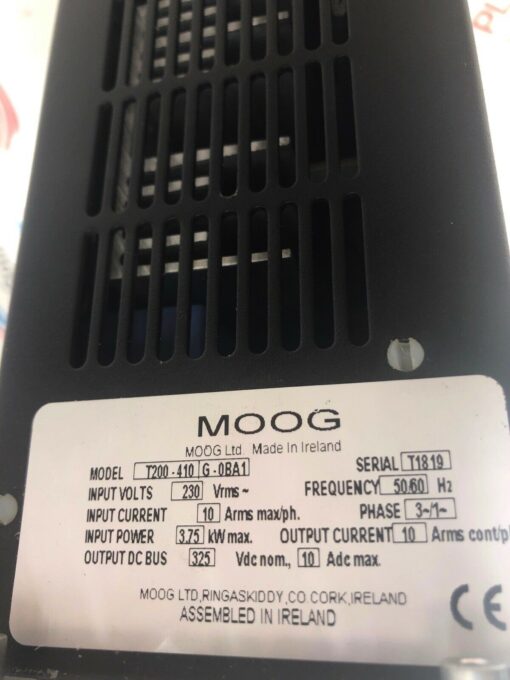 MOOG
MOOG Ltd Made In Ireland
MODEL T200-410 G-0BA1 SERIAL T1819
INPUT VOLTS 230 Vrms~ FREQUENCY 50/60 Hz
INPUT CURRENT 10 Arms max/ph. PHASE 3~/1~
INPUT POWER 3.75 kW max. OUTPUT CURRENT 10 Arms cont/p
OUTPUT DC BUS 325 Vdc nom, 10 Adc max.
MOOG LTD, RINGASKIDDY, CO. CORK, IRELAND
ASSEMBLED IN IRELAND
CE